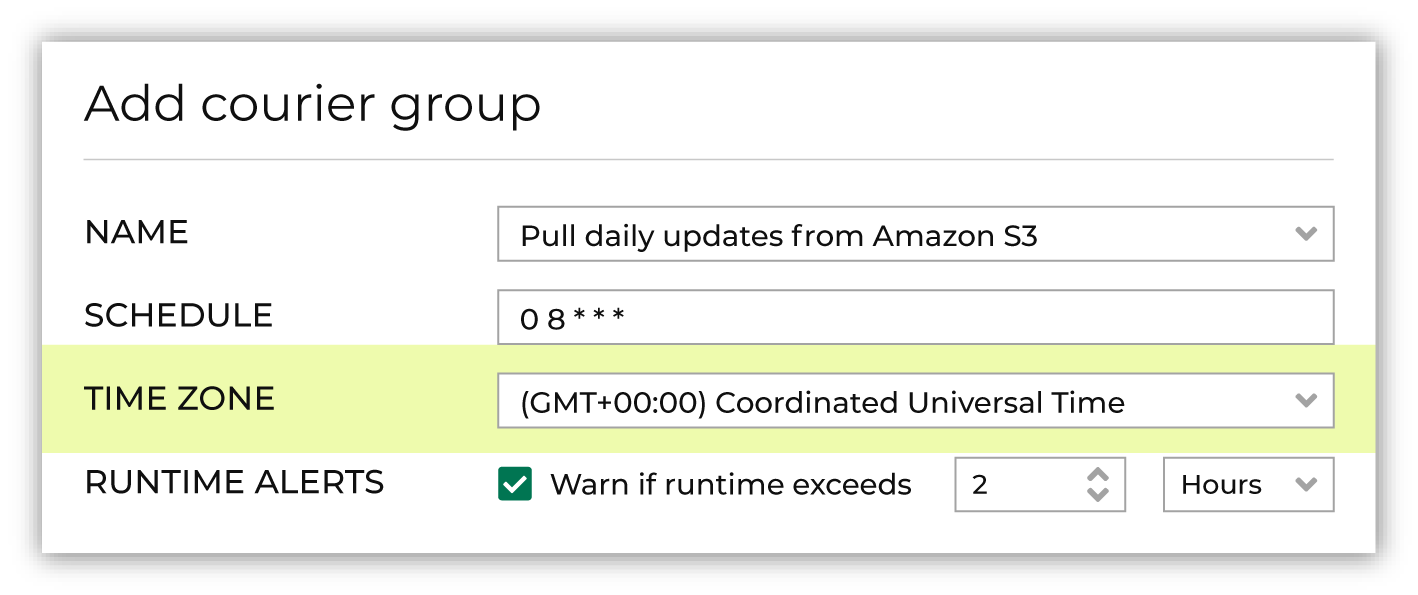 Add courier group
NAME Pull daily updates from Amazon S3
SCHEDULE 0 8 * * *
TIME ZONE (GMT+00:00) Coordinated Universal Time
RUNTIME ALERTS Warn if runtime exceeds 2 Hours